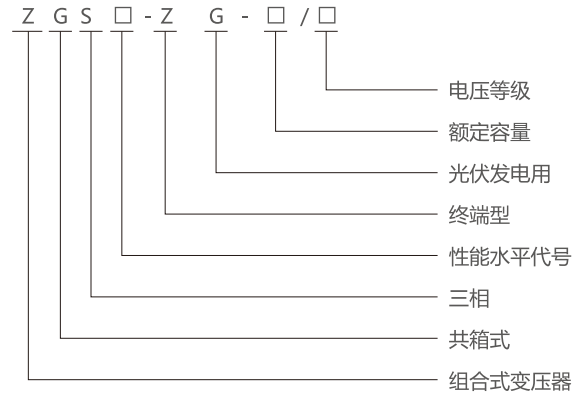 Z G S □ - Z G - □ / □
电压等级
额定容量
光伏发电用
终端型
性能水平代号
三相
共箱式
组合式变压器